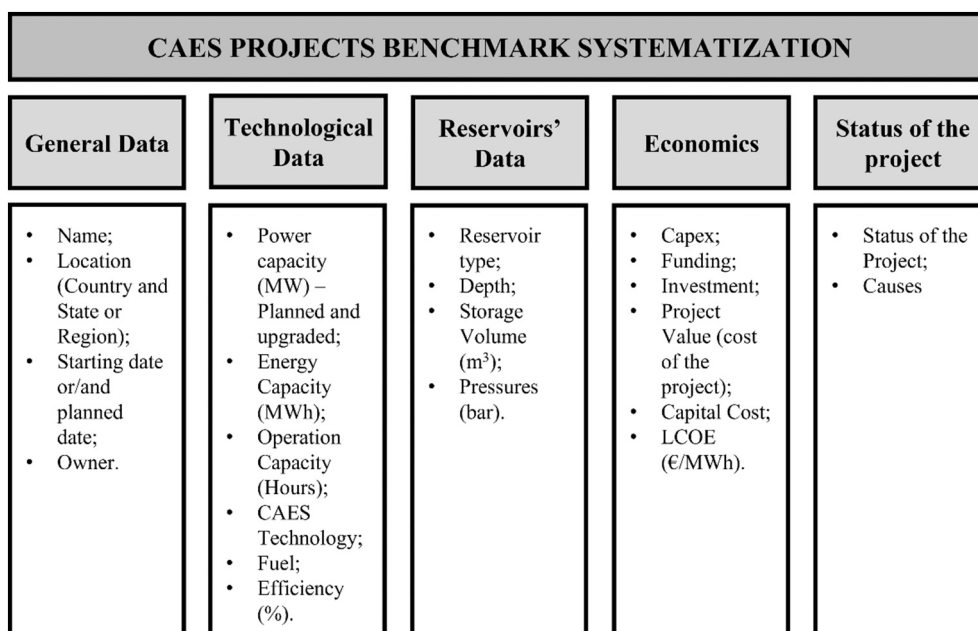 CAES PROJECTS BENCHMARK SYSTEMATIZATION
General Data
• Name;
• Location
(Country and
State or
Region);
• Starting date
or/and
planned
date;
• Owner.
Technological
Data
• Power
capacity
(MW) –
Planned and
upgraded;
• Energy
Capacity
(MWh);
• Operation
Capacity
(Hours);
• CAES
Technology;
• Fuel;
• Efficiency
(%).
Reservoirs’
Data
• Reservoir
type;
• Depth;
• Storage
Volume
(m³);
• Pressures
(bar).
Economics
• Capex;
• Funding;
• Investment;
• Project
Value (cost
of the
project);
• Capital Cost;
• LCOE
(€/MWh).
Status of the
project
• Status of the
Project;
• Causes